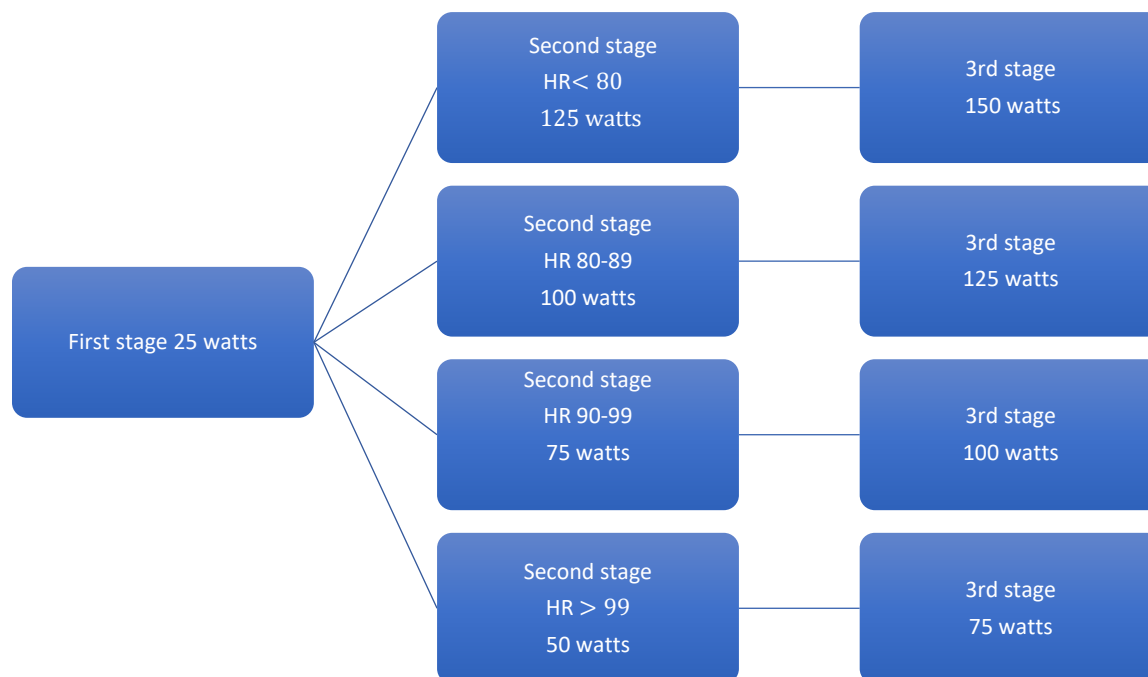 First stage 25 watts
Second stage
HR< 80
125 watts
3rd stage
150 watts
Second stage
HR 80-89
100 watts
3rd stage
125 watts
Second stage
HR 90-99
75 watts
3rd stage
100 watts
Second stage
HR > 99
50 watts
3rd stage
75 watts